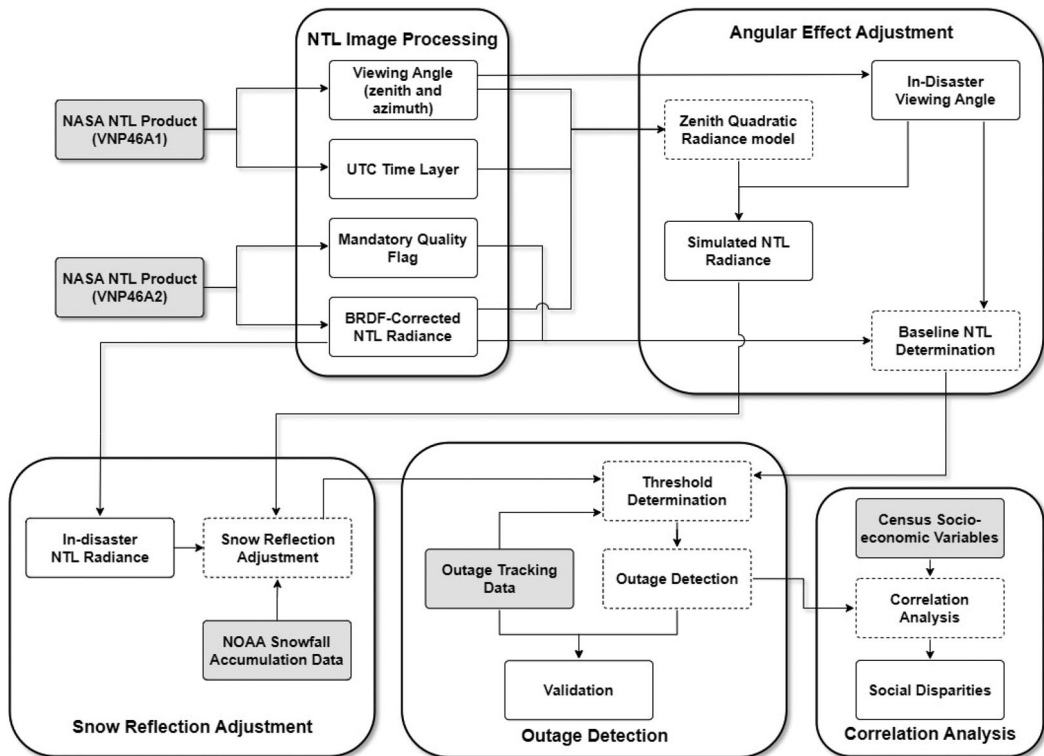 NTL Image Processing
Viewing Angle
(zenith and
azimuth)
UTC Time Layer
Mandatory Quality
Flag
BRDF-Corrected
NTL Radiance
NASA NTL Product
(VNP46A1)
NASA NTL Product
(VNP46A2)
Angular Effect Adjustment
In-Disaster
Viewing Angle
Zenith Quadratic
Radiance model
Simulated NTL
Radiance
Baseline NTL
Determination
In-disaster
NTL Radiance
Snow Reflection
Adjustment
NOAA Snowfall
Accumulation Data
Snow Reflection Adjustment
Threshold
Determination
Outage Tracking
Data
Outage Detection
Validation
Outage Detection
Census Socio-
economic Variables
Correlation
Analysis
Social Disparities
Correlation Analysis